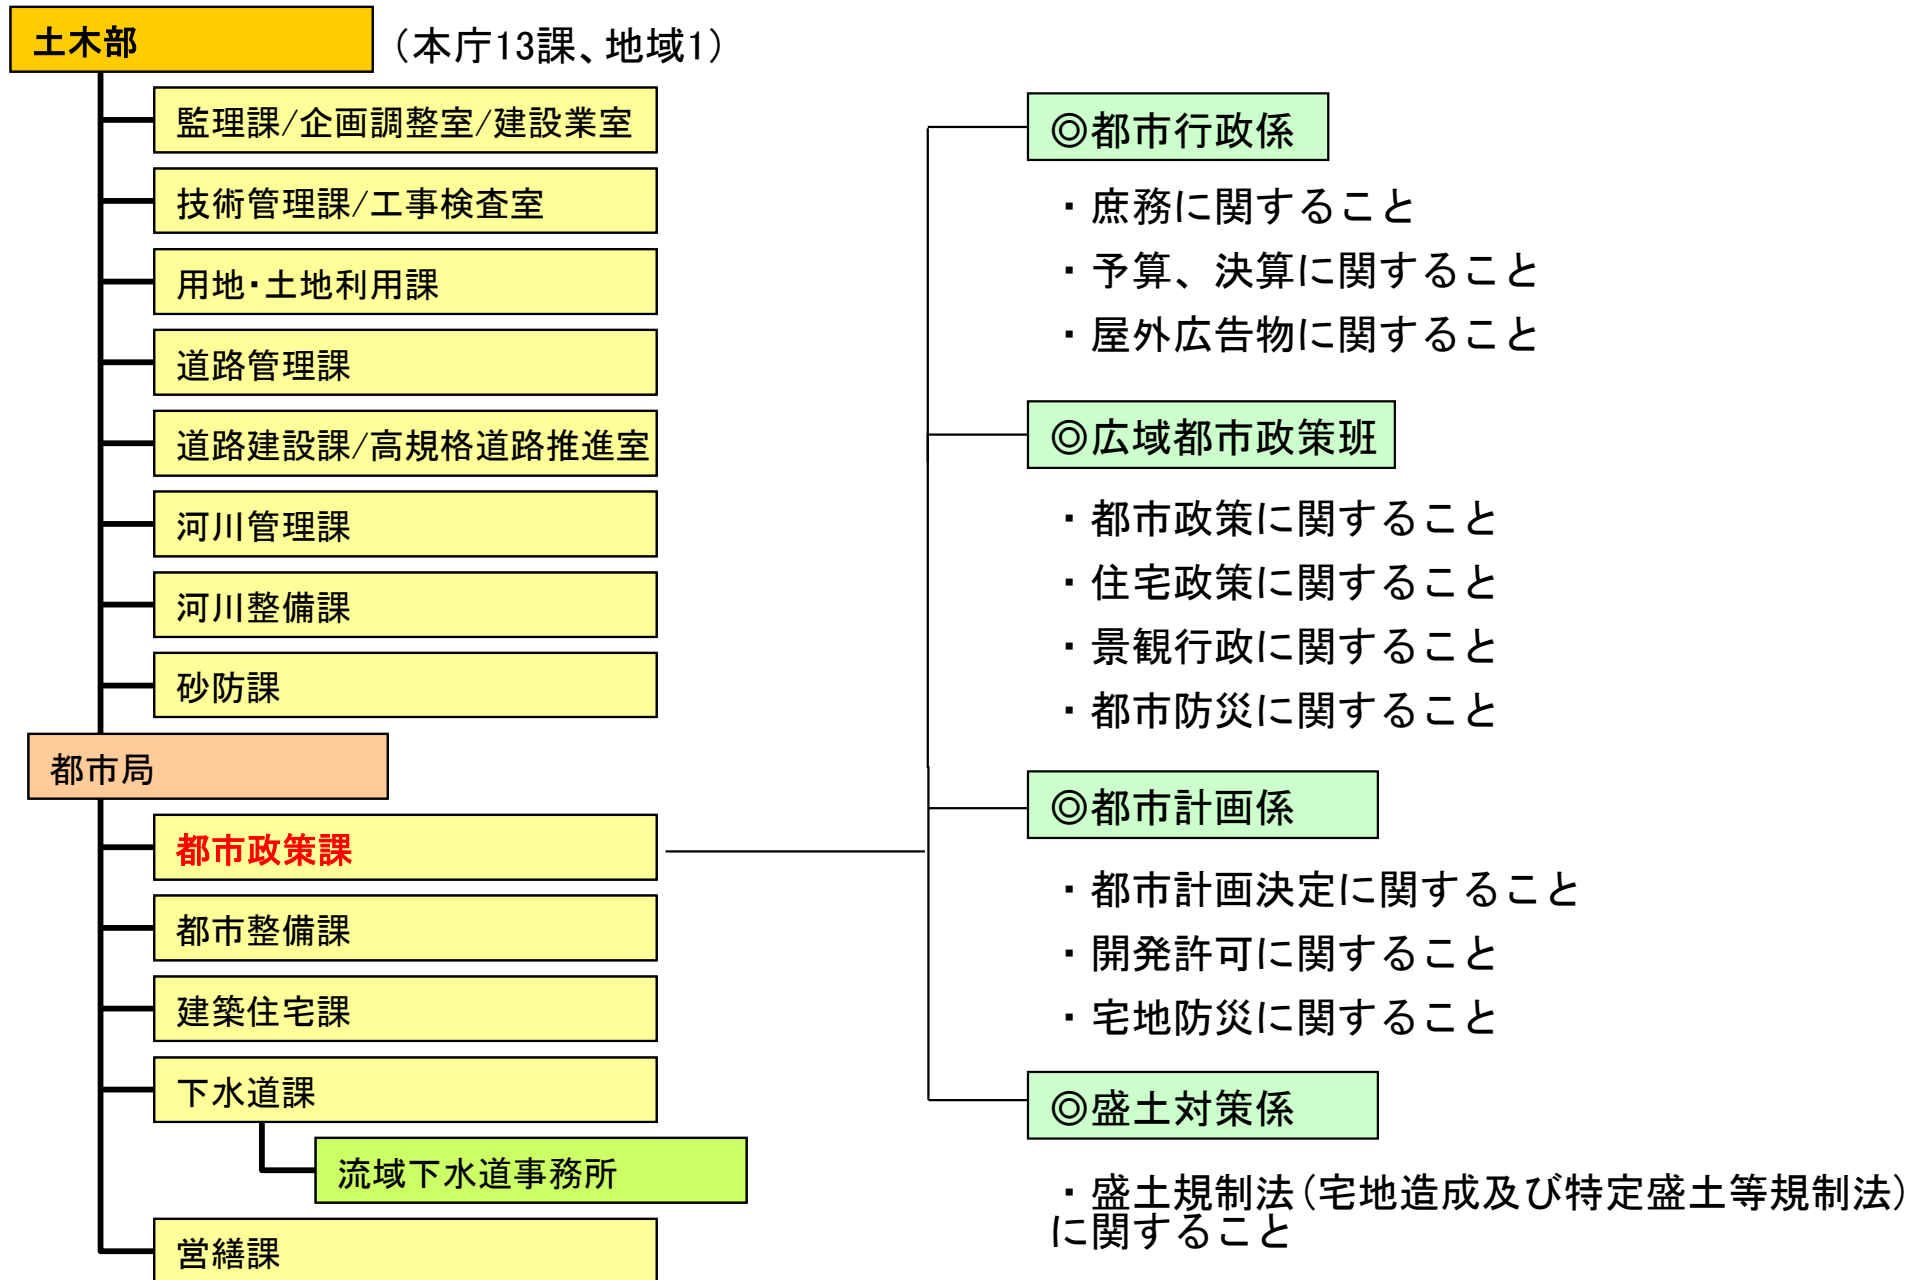 土木部
(本庁13課、地域1)
監理課/企画調整室/建設業室
技術管理課/工事検査室
用地・土地利用課
道路管理課
道路建設課/高規格道路推進室
河川管理課
河川整備課
砂防課
都市局
都市政策課
都市整備課
建築住宅課
下水道課
流域下水道事務所
営繕課
◎都市行政係
・庶務に関すること
・予算、決算に関すること
・屋外広告物に関すること
◎広域都市政策班
・都市政策に関すること
・住宅政策に関すること
・景観行政に関すること
・都市防災に関すること
◎都市計画係
・都市計画決定に関すること
・開発許可に関すること
・宅地防災に関すること
◎盛土対策係
・盛土規制法(宅地造成及び特定盛土等規制法)
に関すること